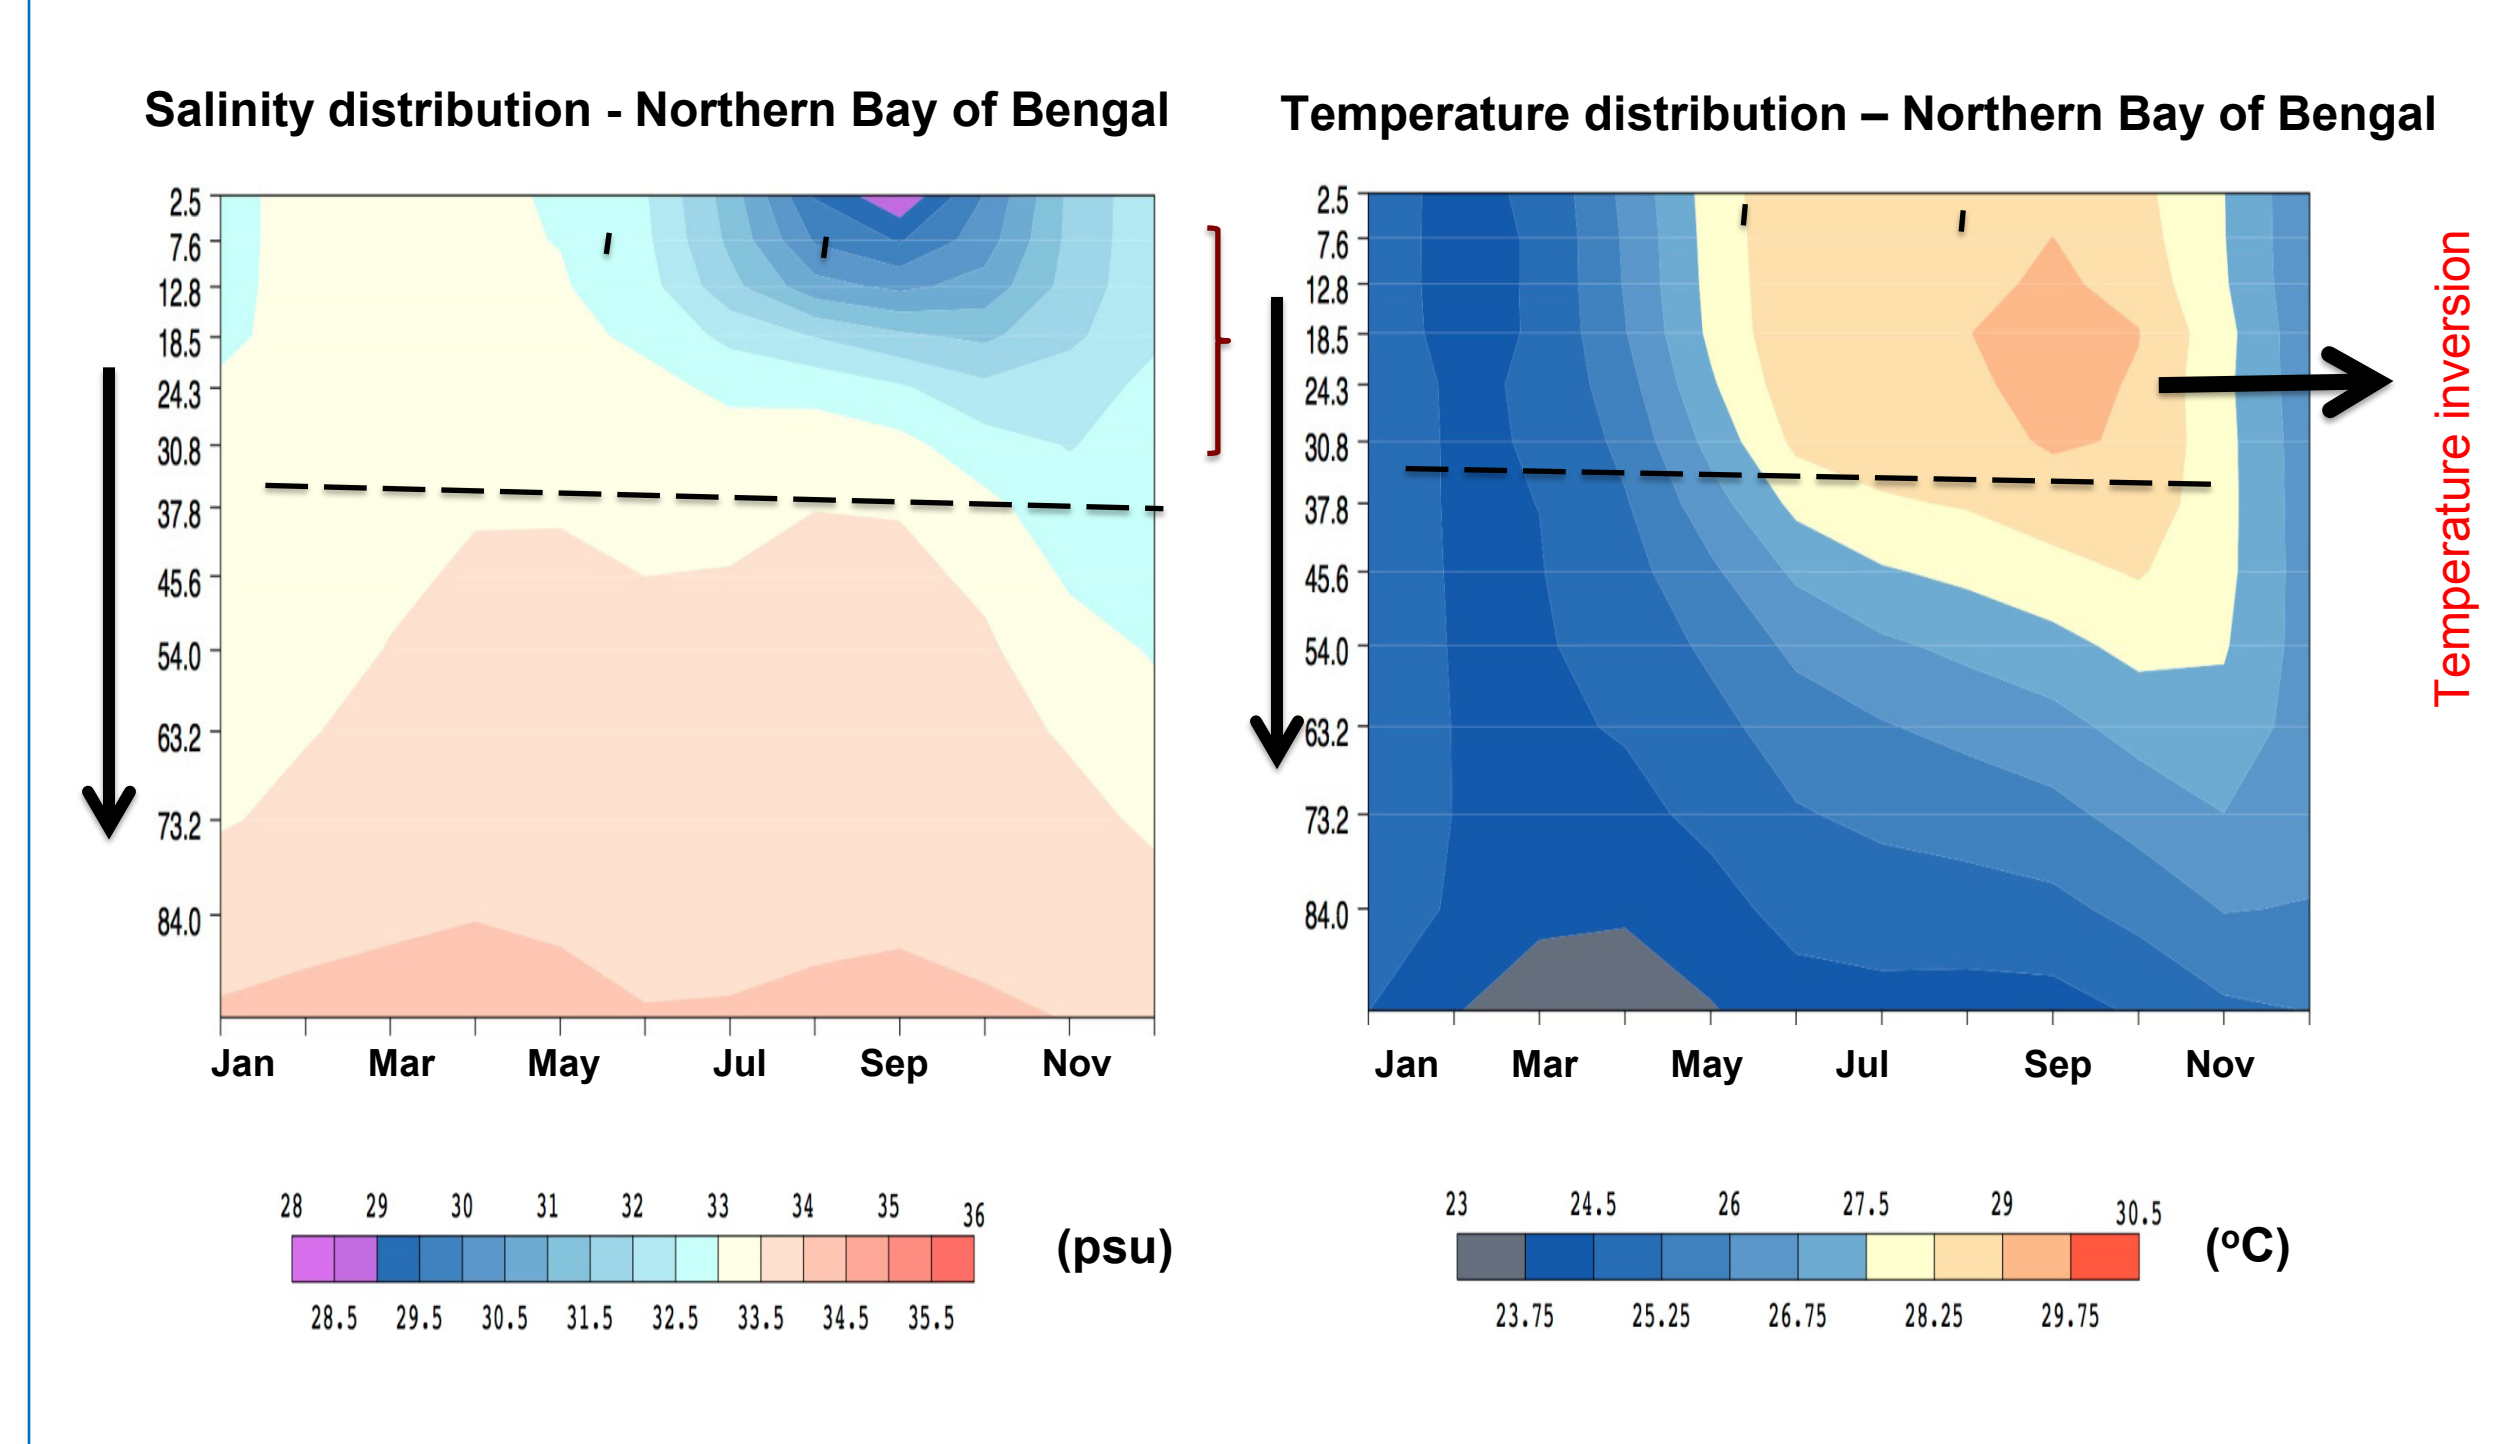 Salinity distribution - Northern Bay of Bengal
2.5
7.6
12.8
18.5
24.3
30.8
37.8
45.6
54.0
63.2
73.2
84.0
Jan Mar May Jul Sep Nov
28 29 30 31 32 33 34 35 36
28.5 29.5 30.5 31.5 32.5 33.5 34.5 35.5
(psu)
Temperature distribution – Northern Bay of Bengal
2.5
7.6
12.8
18.5
24.3
30.8
37.8
45.6
54.0
63.2
73.2
84.0
Jan Mar May Jul Sep Nov
23 24.5 26 27.5 29 30.5
23.75 25.25 26.75 28.25 29.75
(oC)
Temperature inversion